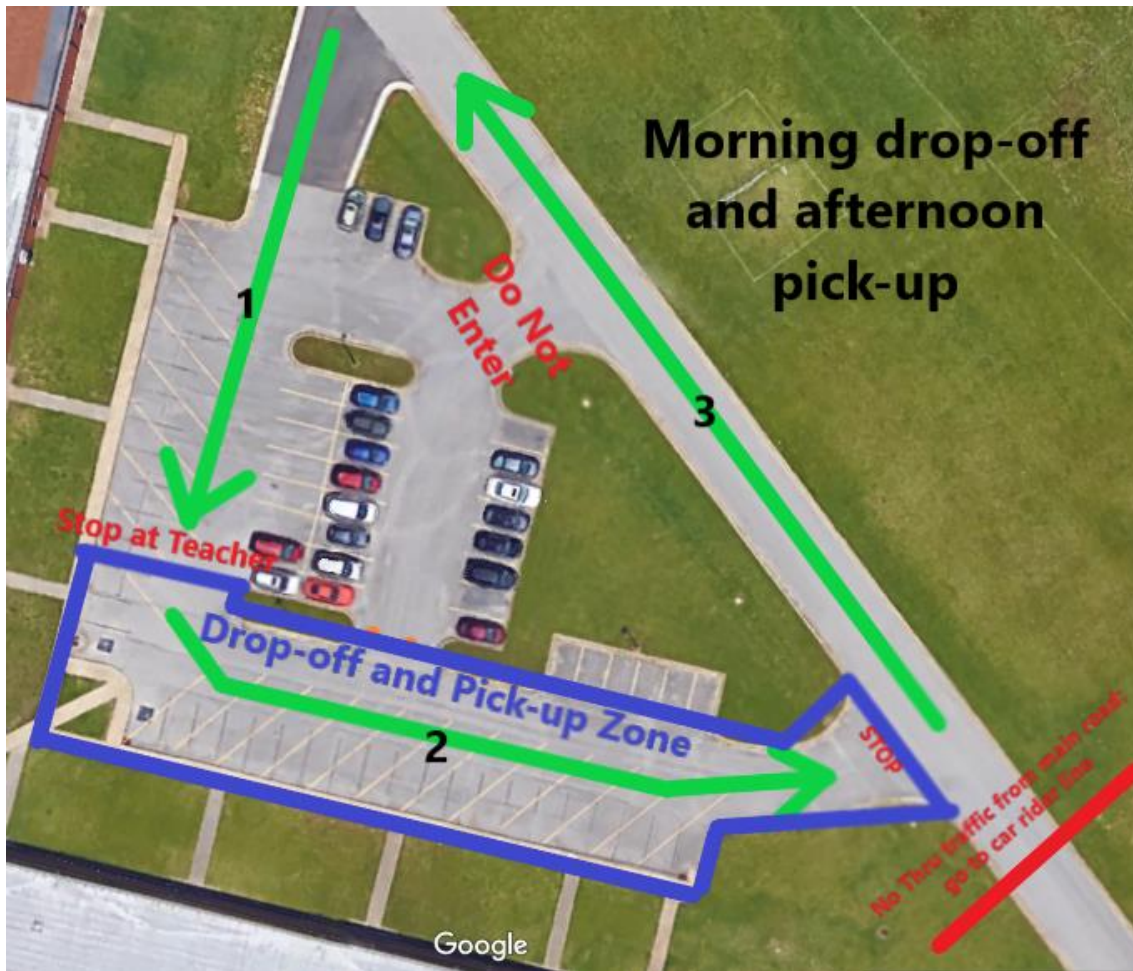 Morning drop-off
and afternoon
pick-up
1
Do Not
Enter
3
Stop at Teacher
Drop-off and Pick-up Zone
2
STOP
No Thru traffic from main road:
go to car rider line
Google